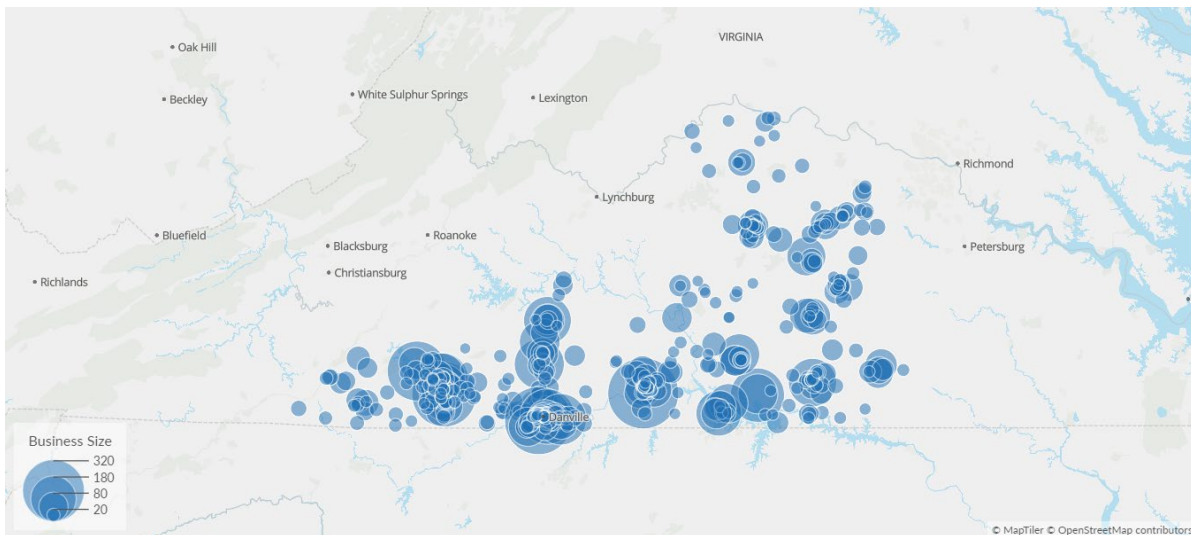 VIRGINIA
Oak Hill
White Sulphur Springs
Lexington
Beckley
Richmond
Lynchburg
Bluefield
Blacksburg
Roanoke
Petersburg
Christiansburg
Richlands
Danville
Business Size
320
180
80
20
© MapTiler © OpenStreetMap contributors